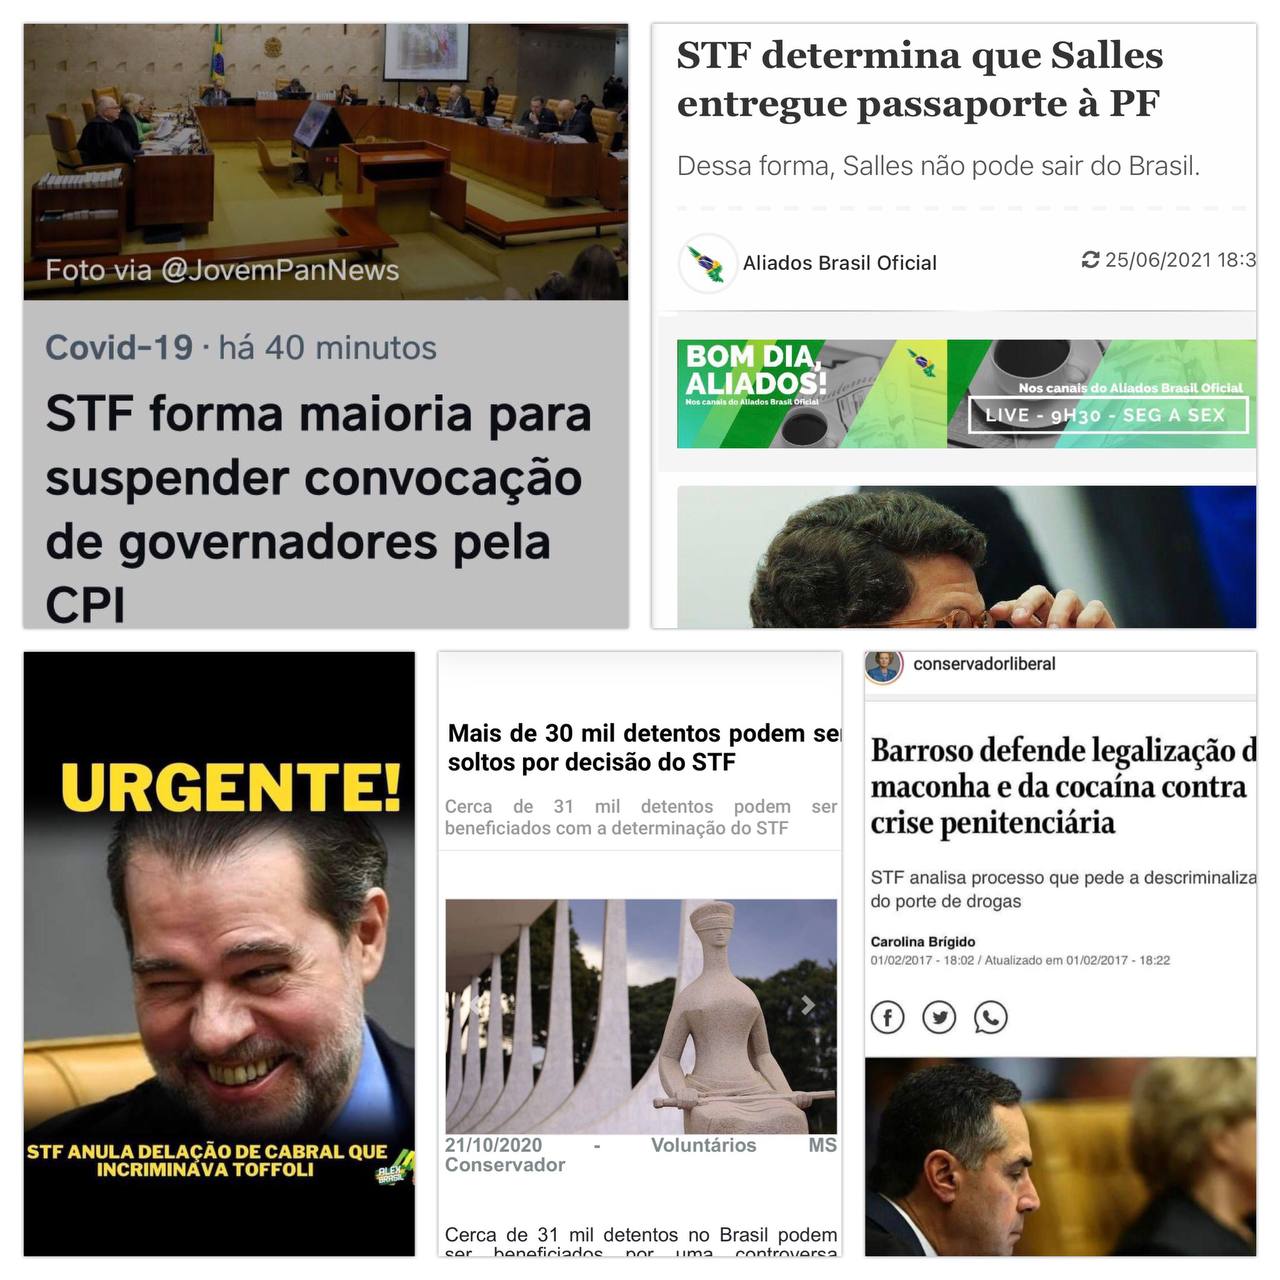 Foto via @JovemPanNews
Covid-19 · há 40 minutos
STF forma maioria para
suspender convocação
de governadores pela
CPI
STF determina que Salles
entregue passaporte à PF
Dessa forma, Salles não pode sair do Brasil.
Aliados Brasil Oficial
25/06/2021 18:3
BOM DIA,
ALIADOS!
Nos canais do Aliados Brasil Oficial
Nos canais do Aliados Brasil Oficial
LIVE - 9H30 - SEG A SEX
URGENTE!
STF ANULA DELAÇÃO DE CABRAL QUE
INCRIMINAVA TOFFOLI
ALEX
BRASIL
Mais de 30 mil detentos podem ser
soltos por decisão do STF
Cerca de 31 mil detentos podem ser
beneficiados com a determinação do STF
21/10/2020 - Voluntários MS
Conservador
Cerca de 31 mil detentos no Brasil podem
ser beneficiados por uma controversa
conservadorliberal
Barroso defende legalização d
maconha e da cocaína contra
crise penitenciária
STF analisa processo que pede a descriminaliza
do porte de drogas
Carolina Brígido
01/02/2017 - 18:02 / Atualizado em 01/02/2017 - 18:22